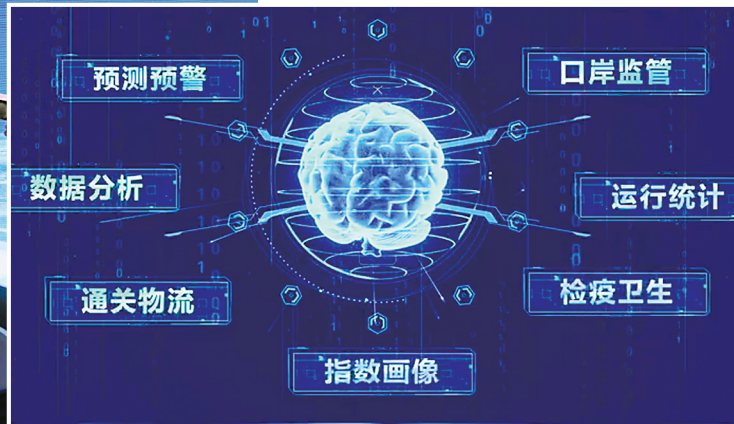 预测预警
口岸监管
数据分析
运行统计
通关物流
检疫卫生
指数画像